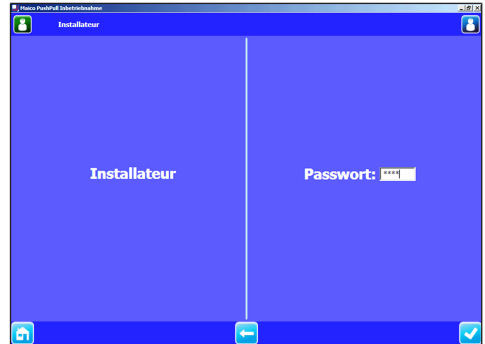 Maico PushPull Inbetriebnahme
Installateur
Installateur
Passwort: ****